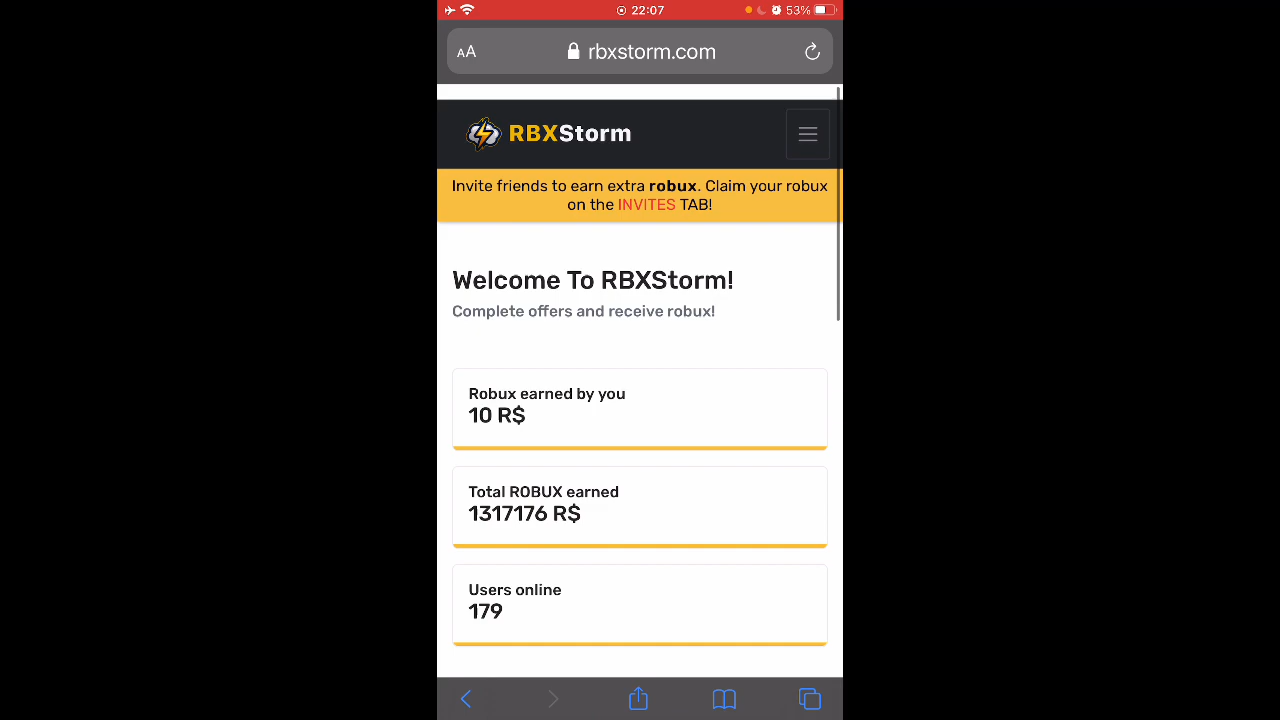 22:07
53%
AA
rbxstorm.com
RBXStorm
Invite friends to earn extra robux. Claim your robux
on the INVITES TAB!
Welcome To RBXStorm!
Complete offers and receive robux!
Robux earned by you
10 R$
Total ROBUX earned
1317176 R$
Users online
179